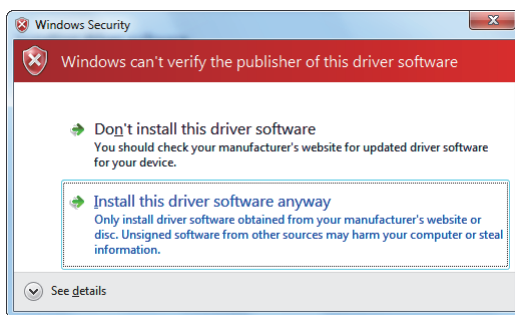 Windows Security
Windows can't verify the publisher of this driver software
Don't install this driver software
You should check your manufacturer's website for updated driver software
for your device.
Install this driver software anyway
Only install driver software obtained from your manufacturer's website or
disc. Unsigned software from other sources may harm your computer or steal
information.
See details